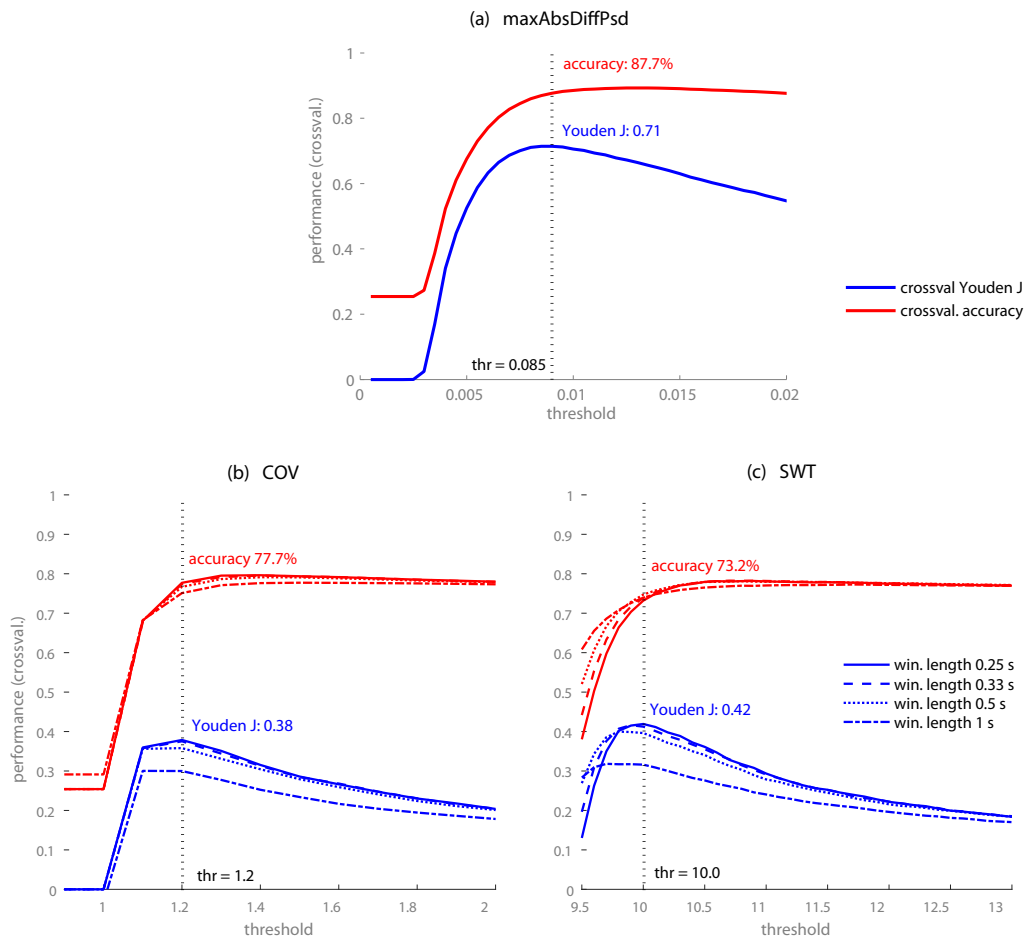 (a) maxAbsDiffPsd
1
0.8
0.6
0.4
0.2
0
performance (crossval.)
accuracy: 87.7%
Youden J: 0.71
thr = 0.085
0 0.005 0.01 0.015 0.02
threshold
crossval Youden J
crossval. accuracy
(b) COV
1
0.9
0.8
0.7
0.6
0.5
0.4
0.3
0.2
0.1
0
performance (crossval.)
accuracy 77.7%
Youden J: 0.38
thr = 1.2
1 1.2 1.4 1.6 1.8 2
threshold
(c) SWT
1
0.9
0.8
0.7
0.6
0.5
0.4
0.3
0.2
0.1
0
accuracy 73.2%
Youden J: 0.42
win. length 0.25 s
win. length 0.33 s
win. length 0.5 s
win. length 1 s
thr = 10.0
9.5 10 10.5 11 11.5 12 12.5 13
threshold